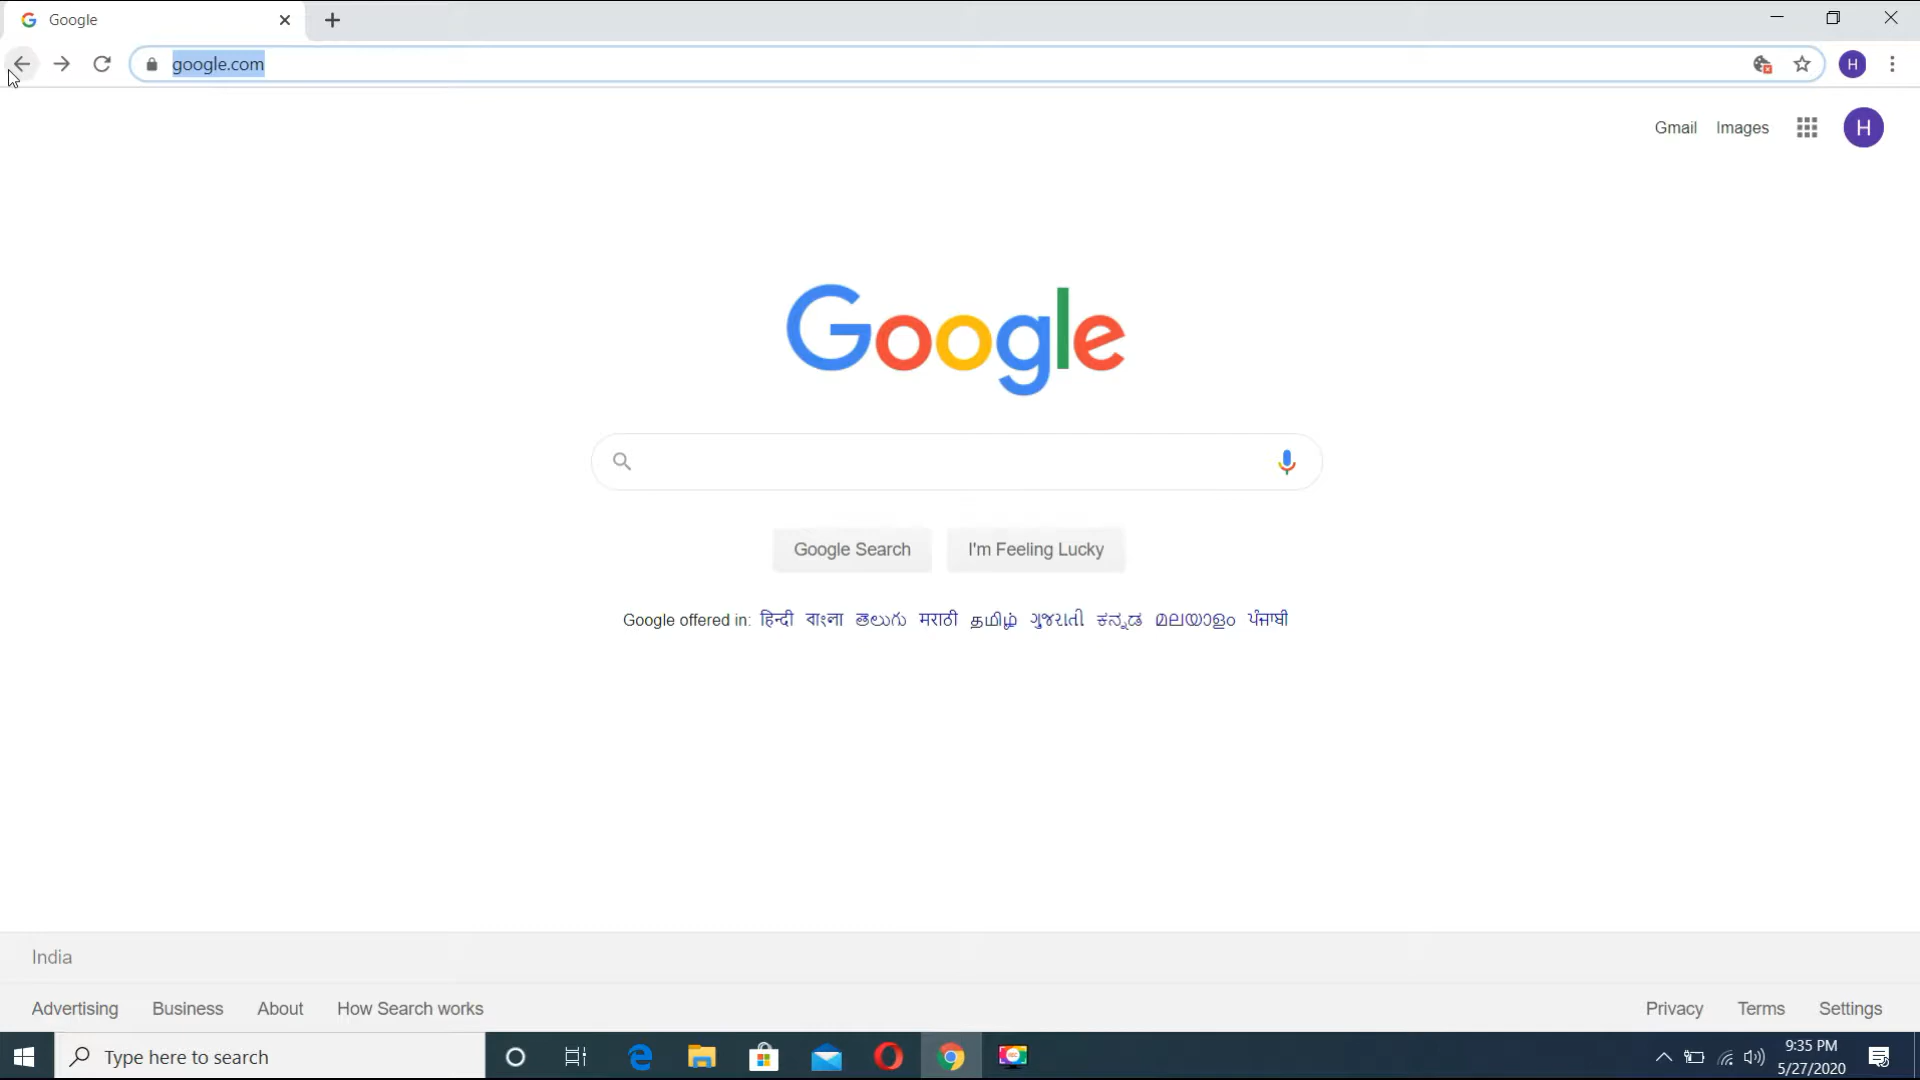 Google
google.com
H
Gmail Images H
Google
Google Search I'm Feeling Lucky
Google offered in: हिन्दी বাংলা తెలుగు मराठी தமிழ் ગુજરાતી ಕನ್ನಡ മലയാളം ਪੰਜਾਬੀ
India
Advertising Business About How Search works Privacy Terms Settings
Type here to search
9:35 PM
5/27/2020